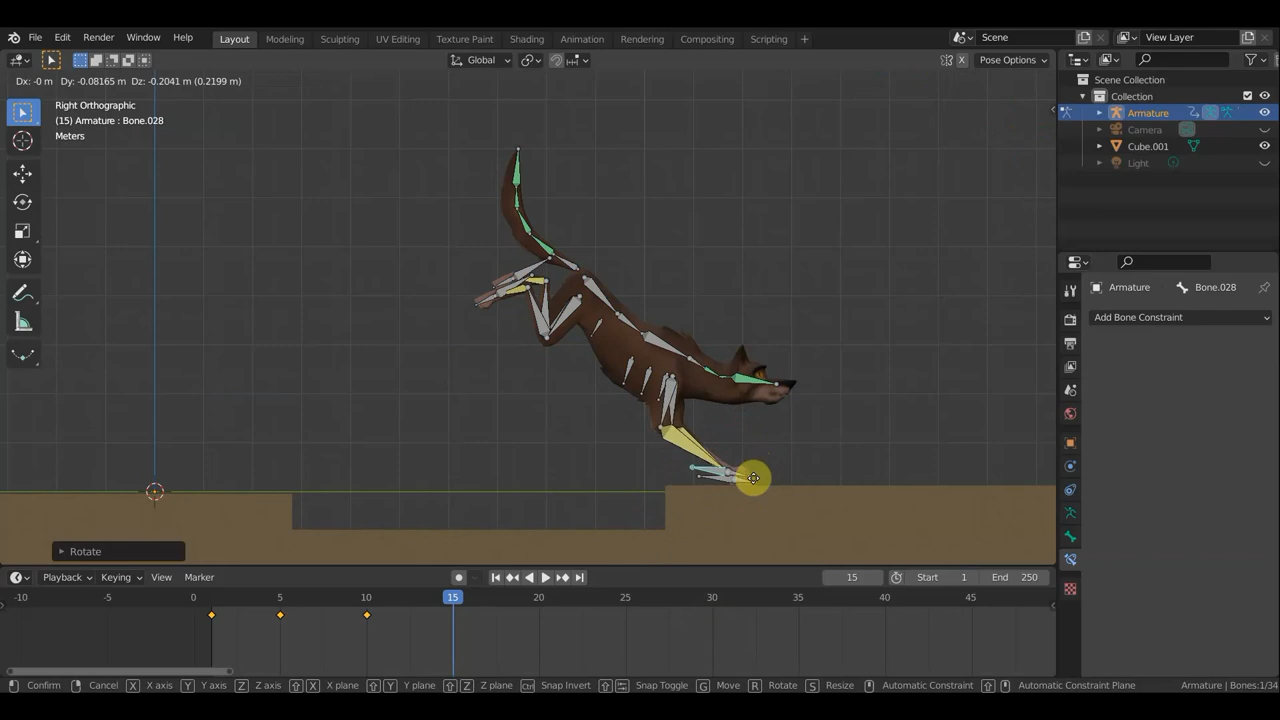 File Edit Render Window Help Layout Modeling Sculpting UV Editing Texture Paint Shading Animation Rendering Compositing Scripting + Scene View Layer
Global X Pose Options
Dx: -0 m Dy: -0.08165 m Dz: -0.2041 m (0.2199 m)
Right Orthographic
(15) Armature : Bone.028
Meters
Scene Collection
Collection
Armature
Camera
Cube.001
Light
Armature Bone.028
Add Bone Constraint
Rotate
Playback Keying View Marker 15 Start 1 End 250
-10 -5 0 5 10 15 20 25 30 35 40 45
Confirm Cancel X X axis Y Y axis Z Z axis X X plane Y Y plane Z Z plane Ctrl Snap Invert Snap Toggle G Move R Rotate S Resize Automatic Constraint Automatic Constraint Plane Armature | Bones:1/34